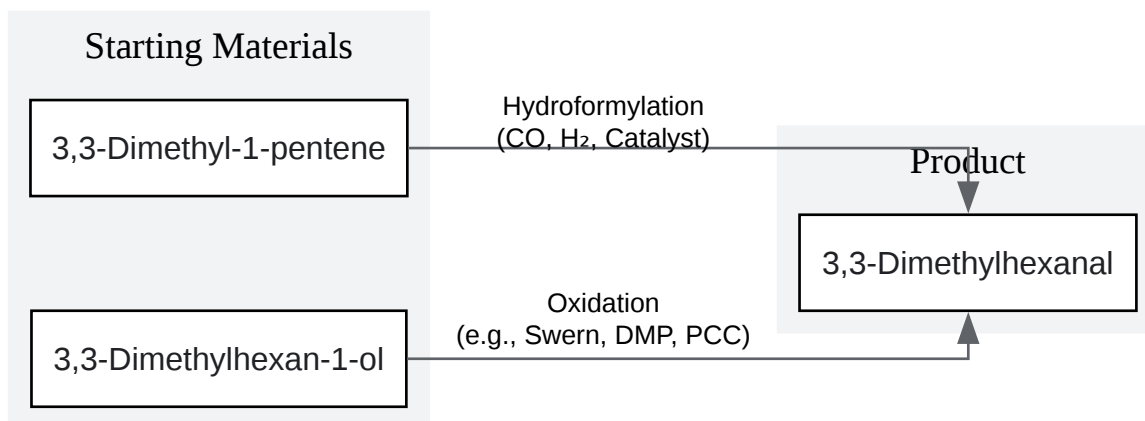 Starting Materials
3,3-Dimethyl-1-pentene
Hydroformylation
(CO, H₂, Catalyst)
Product
3,3-Dimethylhexanal
Oxidation
(e.g., Swern, DMP, PCC)
3,3-Dimethylhexan-1-ol